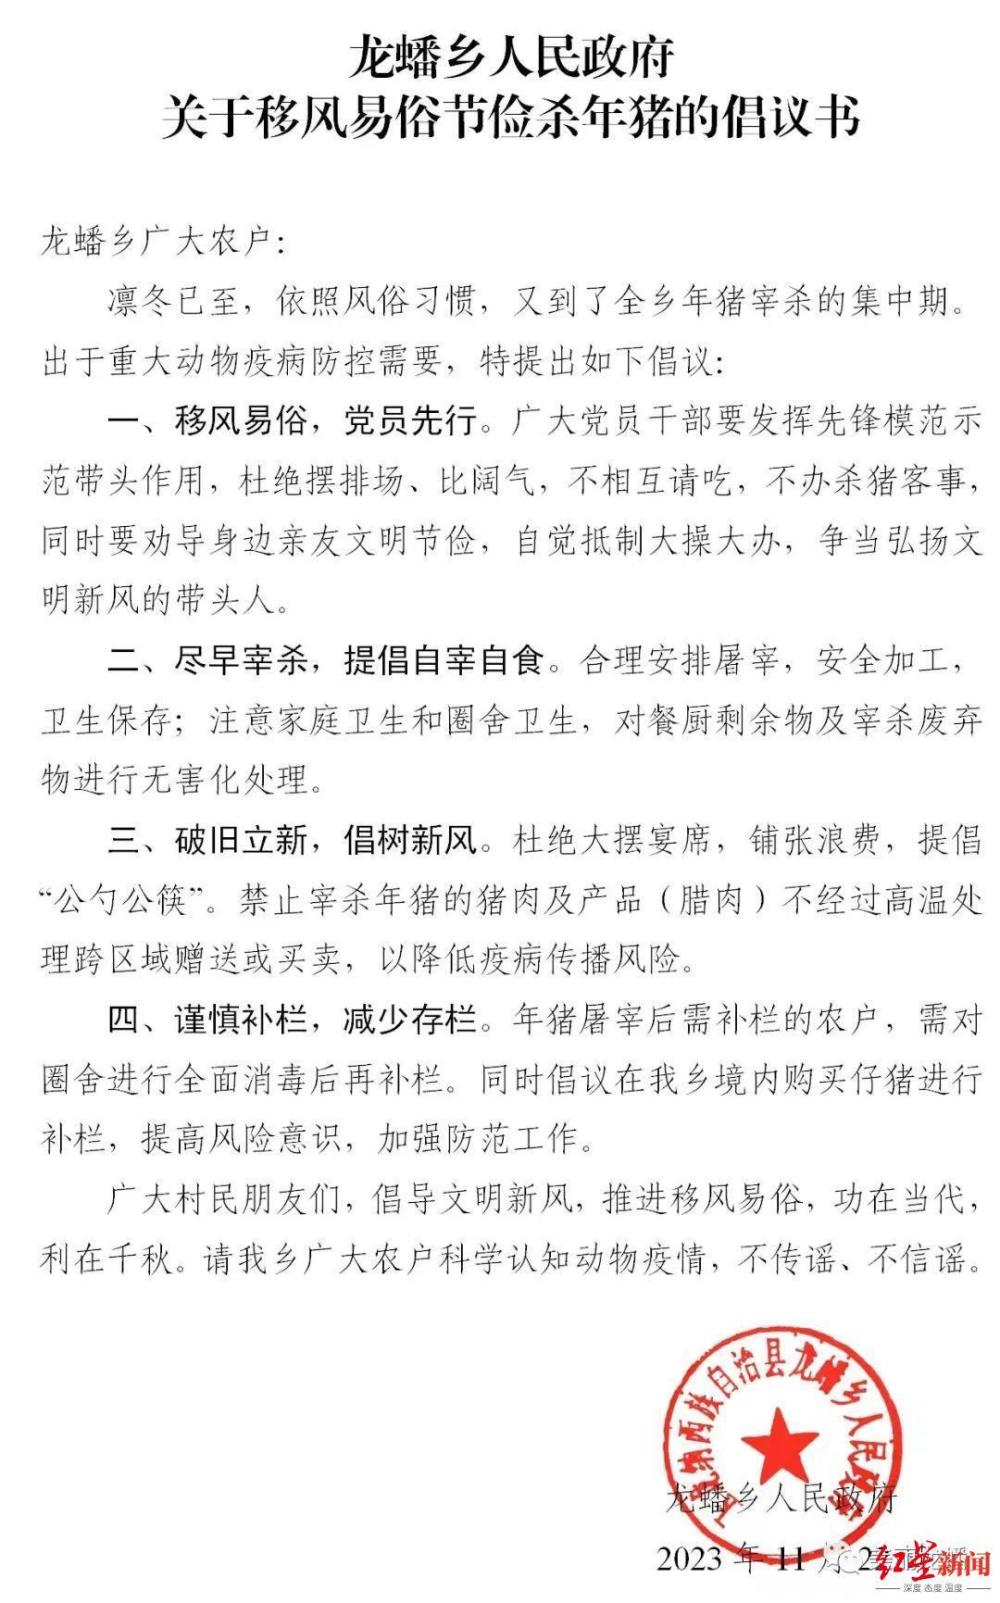 龙蟠乡人民政府
关于移风易俗节俭杀年猪的倡议书
龙蟠乡广大农户：
凛冬已至，依照风俗习惯，又到了全乡年猪宰杀的集中期。
出于重大动物疫病防控需要，特提出如下倡议：
一、移风易俗，党员先行。广大党员干部要发挥先锋模范示
范带头作用，杜绝摆排场、比阔气，不相互请吃，不办杀猪客事，
同时要劝导身边亲友文明节俭，自觉抵制大操大办，争当弘扬文
明新风的带头人。
二、尽早宰杀，提倡自宰自食。合理安排屠宰，安全加工，
卫生保存；注意家庭卫生和圈舍卫生，对餐厨剩余物及宰杀废弃
物进行无害化处理。
三、破旧立新，倡树新风。杜绝大摆宴席，铺张浪费，提倡
“公勺公筷”。禁止宰杀年猪的猪肉及产品（腊肉）不经过高温处
理跨区域赠送或买卖，以降低疫病传播风险。
四、谨慎补栏，减少存栏。年猪屠宰后需补栏的农户，需对
圈舍进行全面消毒后再补栏。同时倡议在我乡境内购买仔猪进行
补栏，提高风险意识，加强防范工作。
广大村民朋友们，倡导文明新风，推进移风易俗，功在当代，
利在千秋。请我乡广大农户科学认知动物疫情，不传谣、不信谣。
玉龙纳西族自治县龙蟠乡人民政府
龙蟠乡人民政府
2023 年 11 月 2
红星新闻
深度 态度 温度